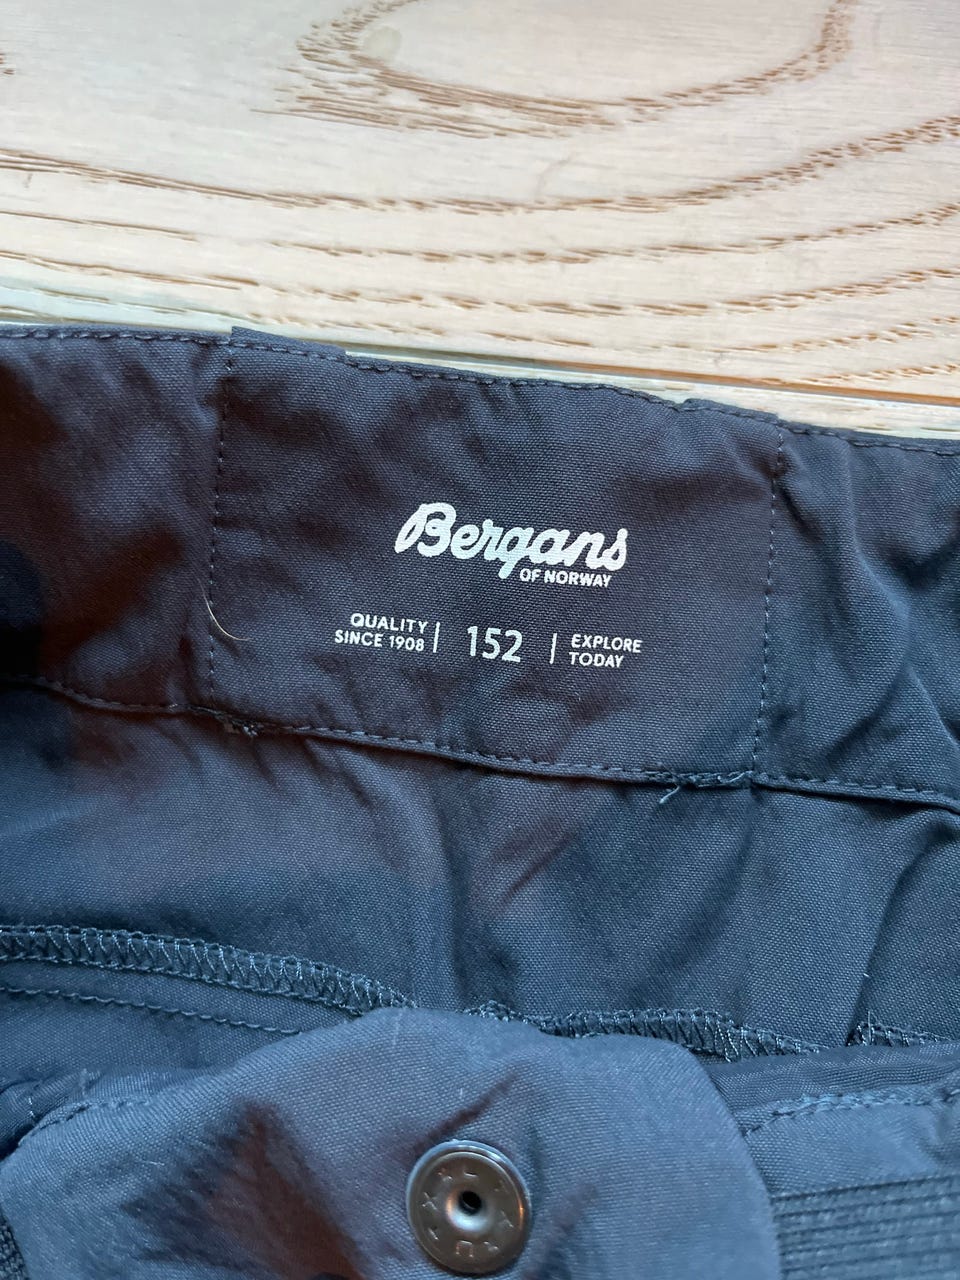 Bergans
OF NORWAY
QUALITY
SINCE 1908 | 152 | EXPLORE
TODAY